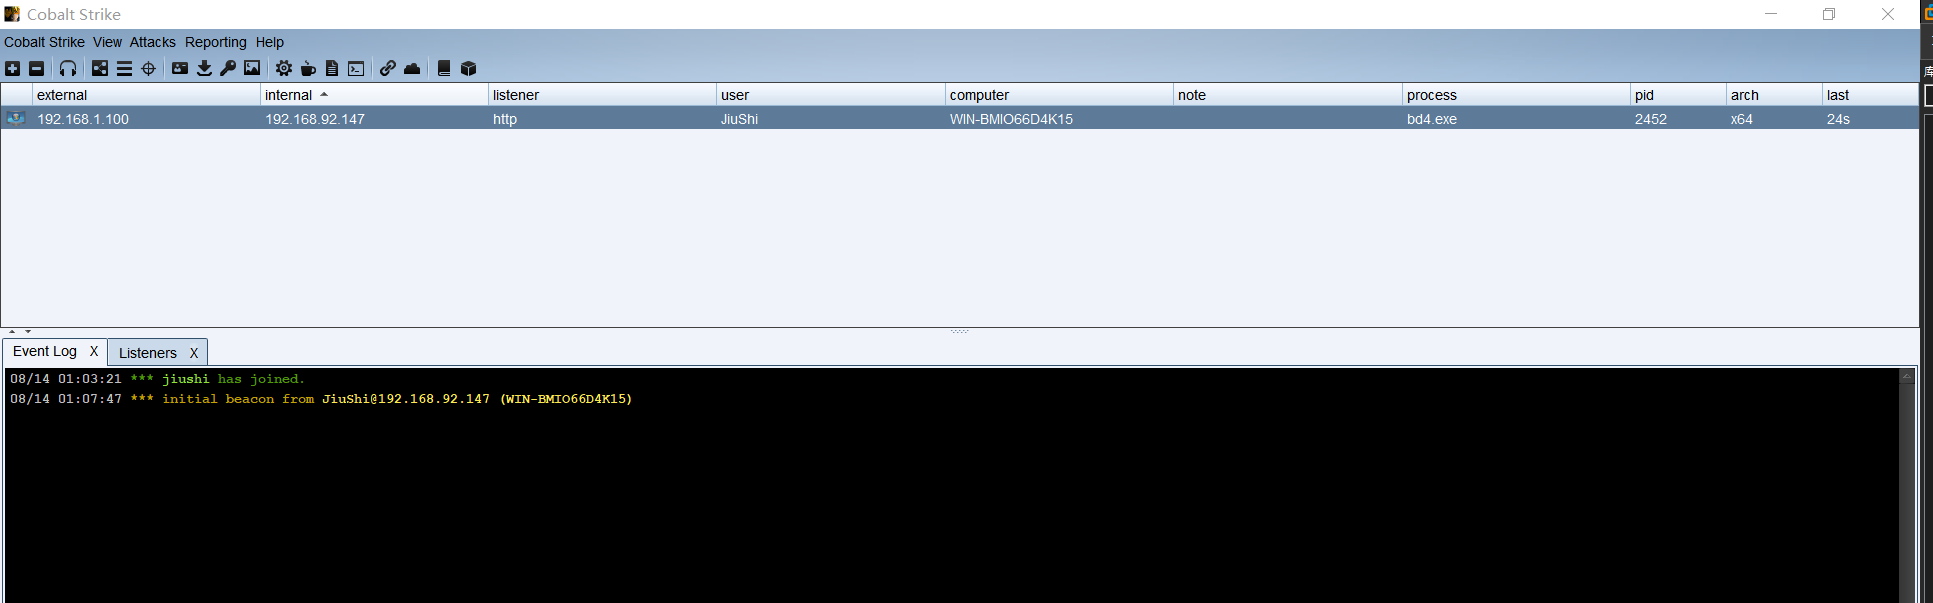 Cobalt Strike
Cobalt Strike View Attacks Reporting Help
external internal listener user computer note process pid arch last
192.168.1.100 192.168.92.147 http JiuShi WIN-BMIO66D4K15 bd4.exe 2452 x64 24s
Event Log X Listeners X
08/14 01:03:21 *** jiushi has joined.
08/14 01:07:47 *** initial beacon from JiuShi@192.168.92.147 (WIN-BMIO66D4K15)
库